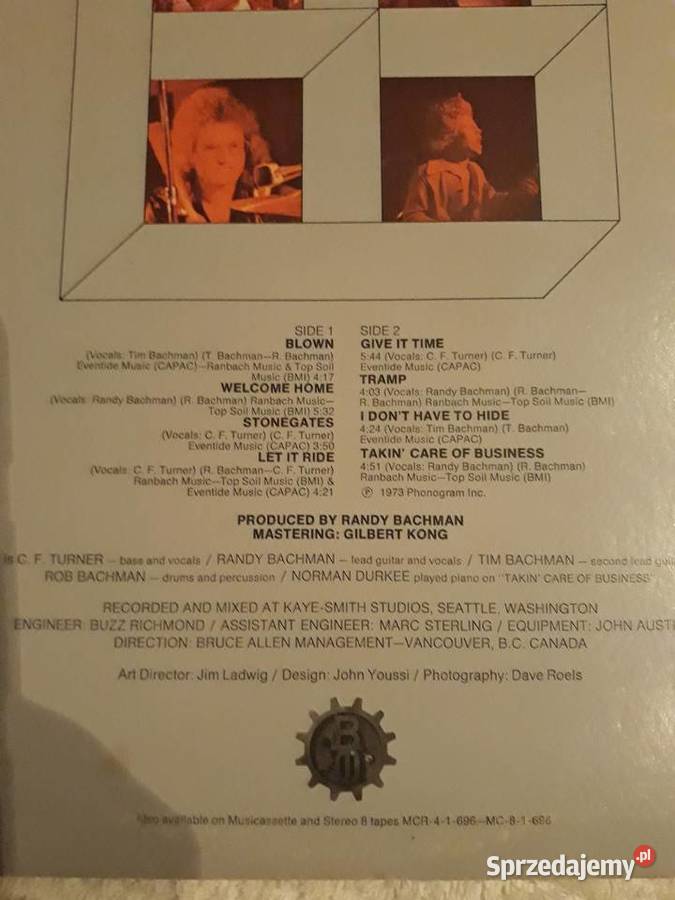 SIDE 1
BLOWN
(Vocals: Tim Bachman) (T. Bachman—R. Bachman)
Eventide Music (CAPAC)—Ranbach Music & Top Soil
Music (BMI) 4:17
WELCOME HOME
(Vocals: Randy Bachman) (R. Bachman) Ranbach Music—
Top Soil Music (BMI) 5:32
STONEGATES
(Vocals: C. F. Turner) (C. F. Turner)
Eventide Music (CAPAC) 3:50
LET IT RIDE
(Vocals: C. F. Turner) (R. Bachman—C. F. Turner)
Ranbach Music—Top Soil Music (BMI) &
Eventide Music (CAPAC) 4:21
SIDE 2
GIVE IT TIME
5:44 (Vocals: C. F. Turner) (C. F. Turner)
Eventide Music (CAPAC)
TRAMP
4:03 (Vocals: Randy Bachman) (R. Bachman—
R. Bachman) Ranbach Music—Top Soil Music (BMI)
I DON'T HAVE TO HIDE
4:24 (Vocals: Tim Bachman) (T. Bachman)
Eventide Music (CAPAC)
TAKIN' CARE OF BUSINESS
4:51 (Vocals: Randy Bachman) (R. Bachman)
Ranbach Music—Top Soil Music (BMI)
Ⓟ 1973 Phonogram Inc.
PRODUCED BY RANDY BACHMAN
MASTERING: GILBERT KONG
is C. F. TURNER — bass and vocals / RANDY BACHMAN — lead guitar and vocals / TIM BACHMAN — second lead
ROB BACHMAN — drums and percussion / NORMAN DURKEE played piano on "TAKIN' CARE OF BUSINESS"
RECORDED AND MIXED AT KAYE-SMITH STUDIOS, SEATTLE, WASHINGTON
ENGINEER: BUZZ RICHMOND / ASSISTANT ENGINEER: MARC STERLING / EQUIPMENT: JOHN AUSTI
DIRECTION: BRUCE ALLEN MANAGEMENT—VANCOUVER, B.C. CANADA
Art Director: Jim Ladwig / Design: John Youssi / Photography: Dave Roels
Also available on Musicassette and Stereo 8 tapes MCR-4-1-696—MC-8-1-696
Sprzedajemy.pl